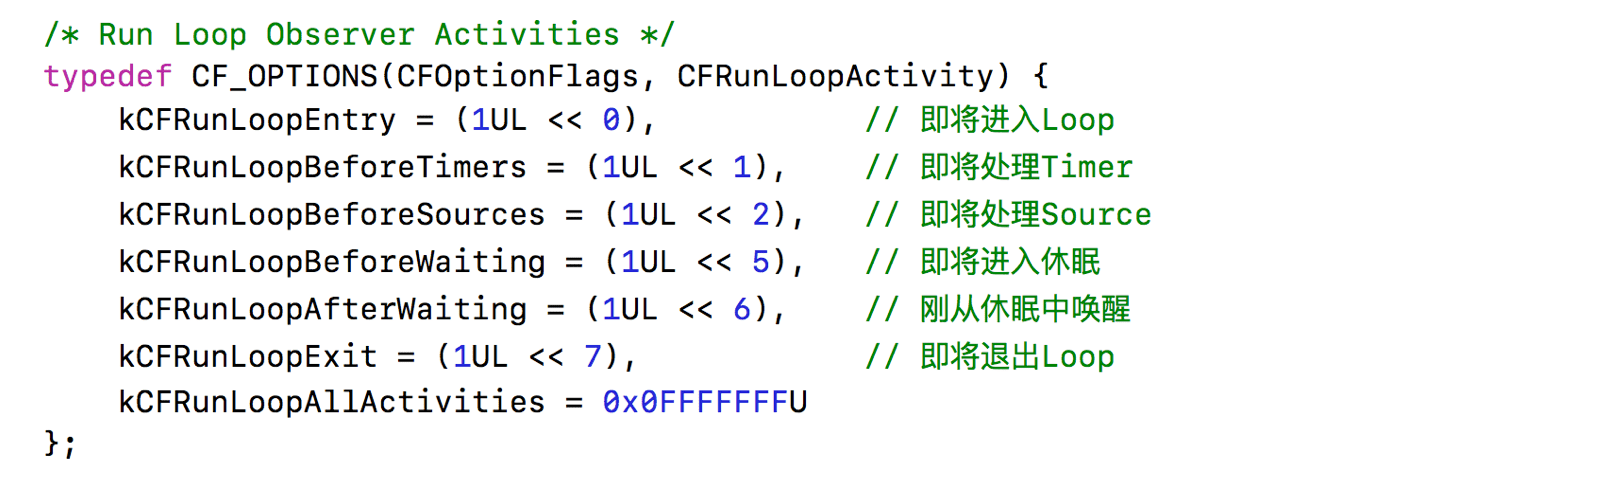 /* Run Loop Observer Activities */
typedef CF_OPTIONS(CFOptionFlags, CFRunLoopActivity) {
    kCFRunLoopEntry = (1UL << 0),           // 即将进入Loop
    kCFRunLoopBeforeTimers = (1UL << 1),    // 即将处理Timer
    kCFRunLoopBeforeSources = (1UL << 2),   // 即将处理Source
    kCFRunLoopBeforeWaiting = (1UL << 5),   // 即将进入休眠
    kCFRunLoopAfterWaiting = (1UL << 6),    // 刚从休眠中唤醒
    kCFRunLoopExit = (1UL << 7),            // 即将退出Loop
    kCFRunLoopAllActivities = 0x0FFFFFFFU
};